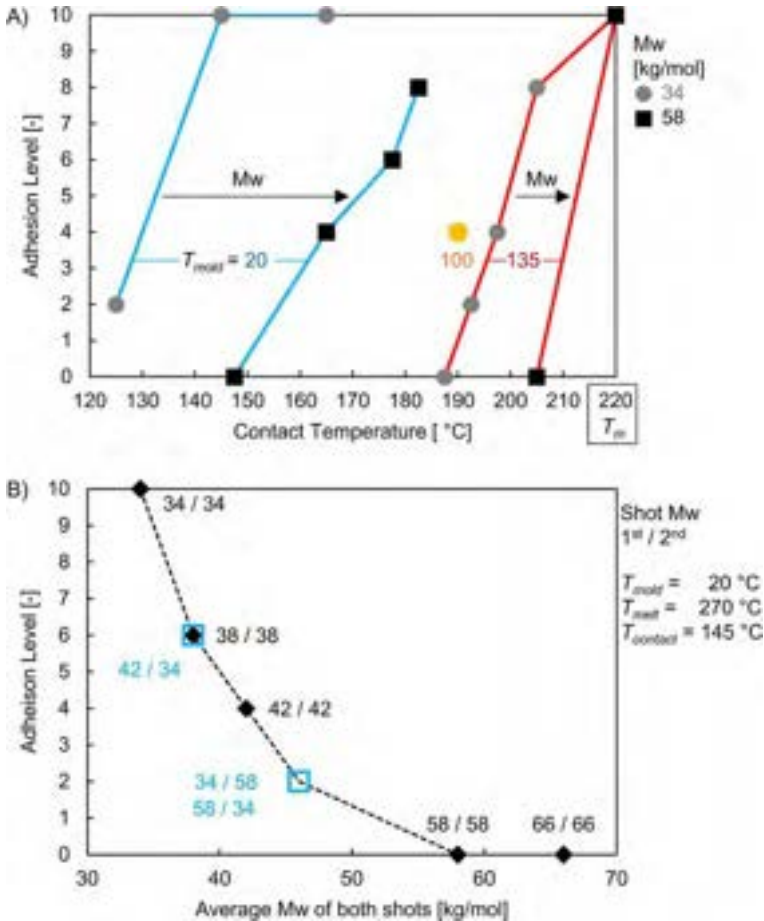 A)
10
9
8
7
6
5
4
3
2
1
0
Adhesion Level [-]
Mw
Mw
T_mold = 20
100
135
120 130 140 150 160 170 180 190 200 210 220
T_m
Contact Temperature [ °C]
Mw
[kg/mol]
34
58
B)
10
9
8
7
6
5
4
3
2
1
0
Adheison Level [-]
34 / 34
38 / 38
42 / 34
42 / 42
34 / 58
58 / 34
58 / 58 66 / 66
30 40 50 60 70
Average Mw of both shots [kg/mol]
Shot Mw
1st / 2nd
T_mold = 20 °C
T_melt = 270 °C
T_contact = 145 °C